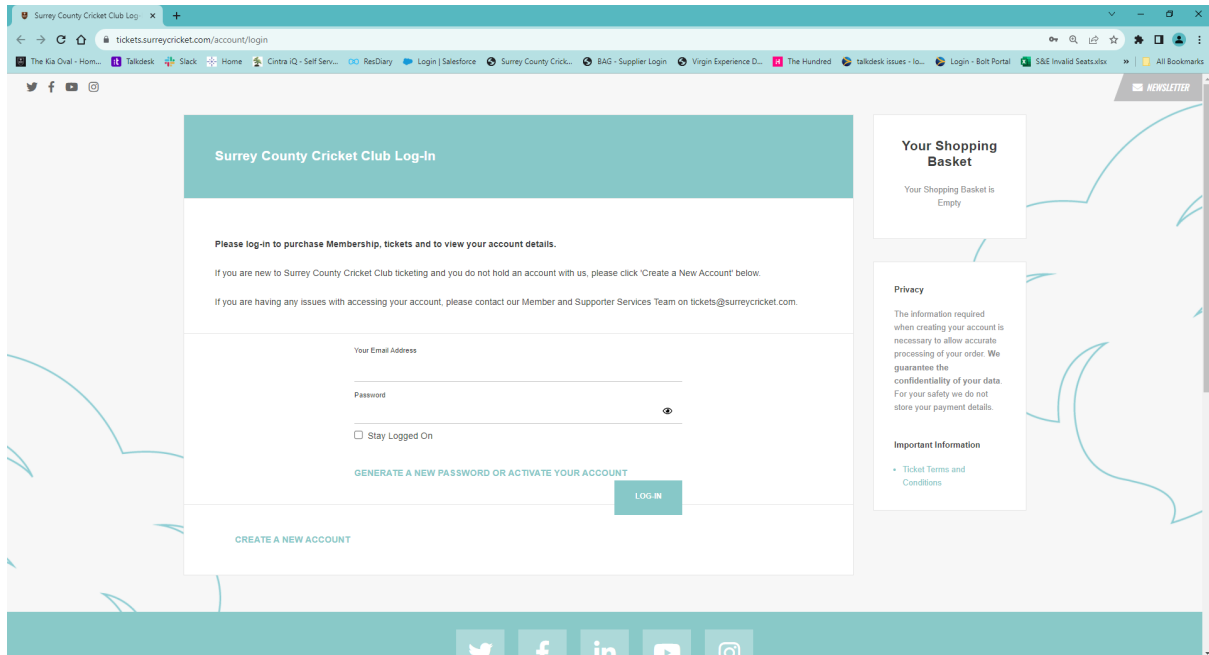 Surrey County Cricket Club Log
tickets.surreycricket.com/account/login
The Kia Oval - Hom... Talkdesk Slack Home Cintra iQ - Self Serv... ResDiary Login | Salesforce Surrey County Crick... BAG - Supplier Login Virgin Experience D... The Hundred talkdesk issues - lo... Login - Bolt Portal S&E Invalid Seats.xlsx » All Bookmarks
NEWSLETTER
Surrey County Cricket Club Log-In
Please log-in to purchase Membership, tickets and to view your account details.
If you are new to Surrey County Cricket Club ticketing and you do not hold an account with us, please click 'Create a New Account' below.
If you are having any issues with accessing your account, please contact our Member and Supporter Services Team on tickets@surreycricket.com.
Your Email Address
Password
Stay Logged On
GENERATE A NEW PASSWORD OR ACTIVATE YOUR ACCOUNT
LOG-IN
CREATE A NEW ACCOUNT
Your Shopping
Basket
Your Shopping Basket is
Empty
Privacy
The information required
when creating your account is
necessary to allow accurate
processing of your order. We
guarantee the
confidentiality of your data.
For your safety we do not
store your payment details.
Important Information
Ticket Terms and
Conditions